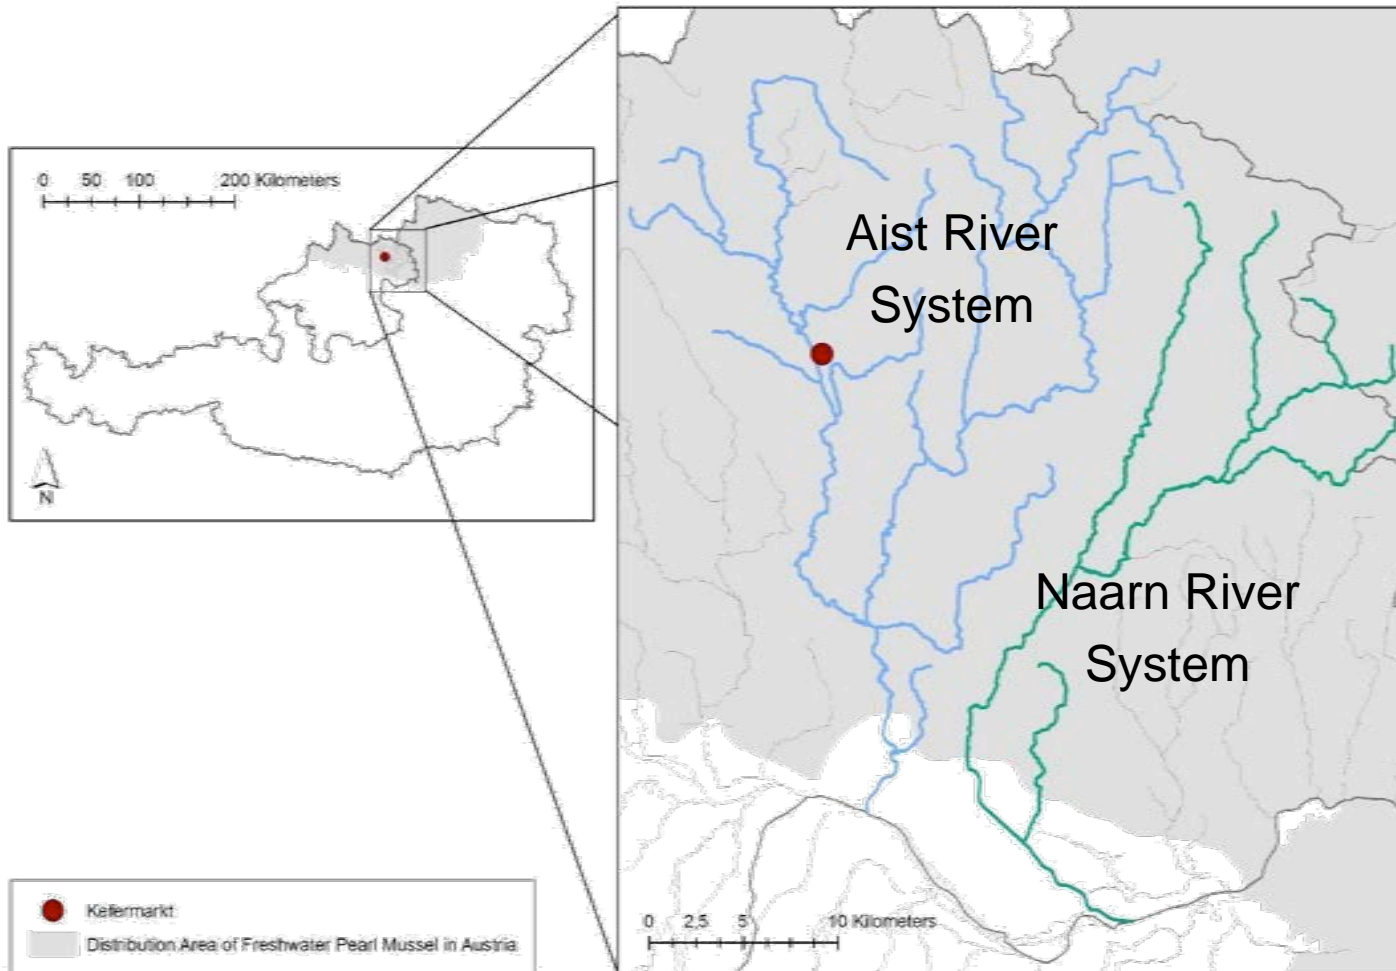 0 50 100 200 Kilometers
N
Aist River
System
Naarn River
System
0 2,5 5 10 Kilometers
Kefermarkt
Distribution Area of Freshwater Pearl Mussel in Austria